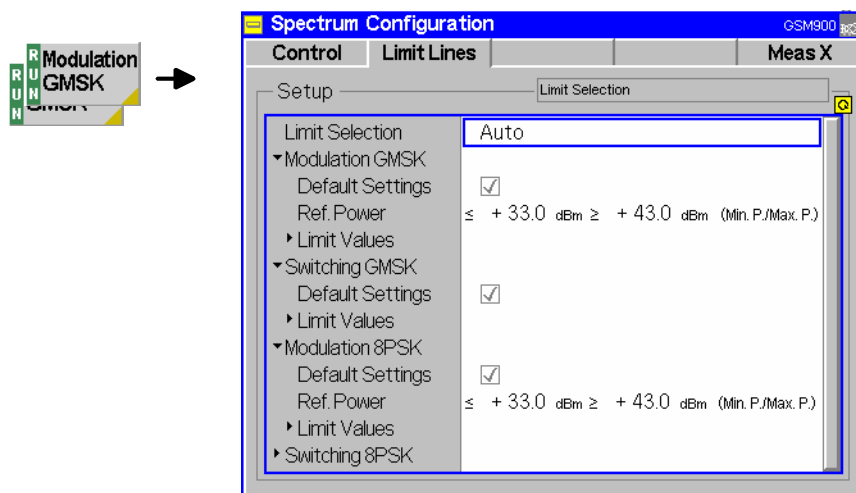 Spectrum Configuration GSM900
Control Limit Lines Meas X
RUN Modulation GMSK
RUN GMSK
Setup Limit Selection
Limit Selection Auto
Modulation GMSK
Default Settings
Ref. Power ≤ + 33.0 dBm ≥ + 43.0 dBm (Min. P./Max. P.)
Limit Values
Switching GMSK
Default Settings
Limit Values
Modulation 8PSK
Default Settings
Ref. Power ≤ + 33.0 dBm ≥ + 43.0 dBm (Min. P./Max. P.)
Limit Values
Switching 8PSK